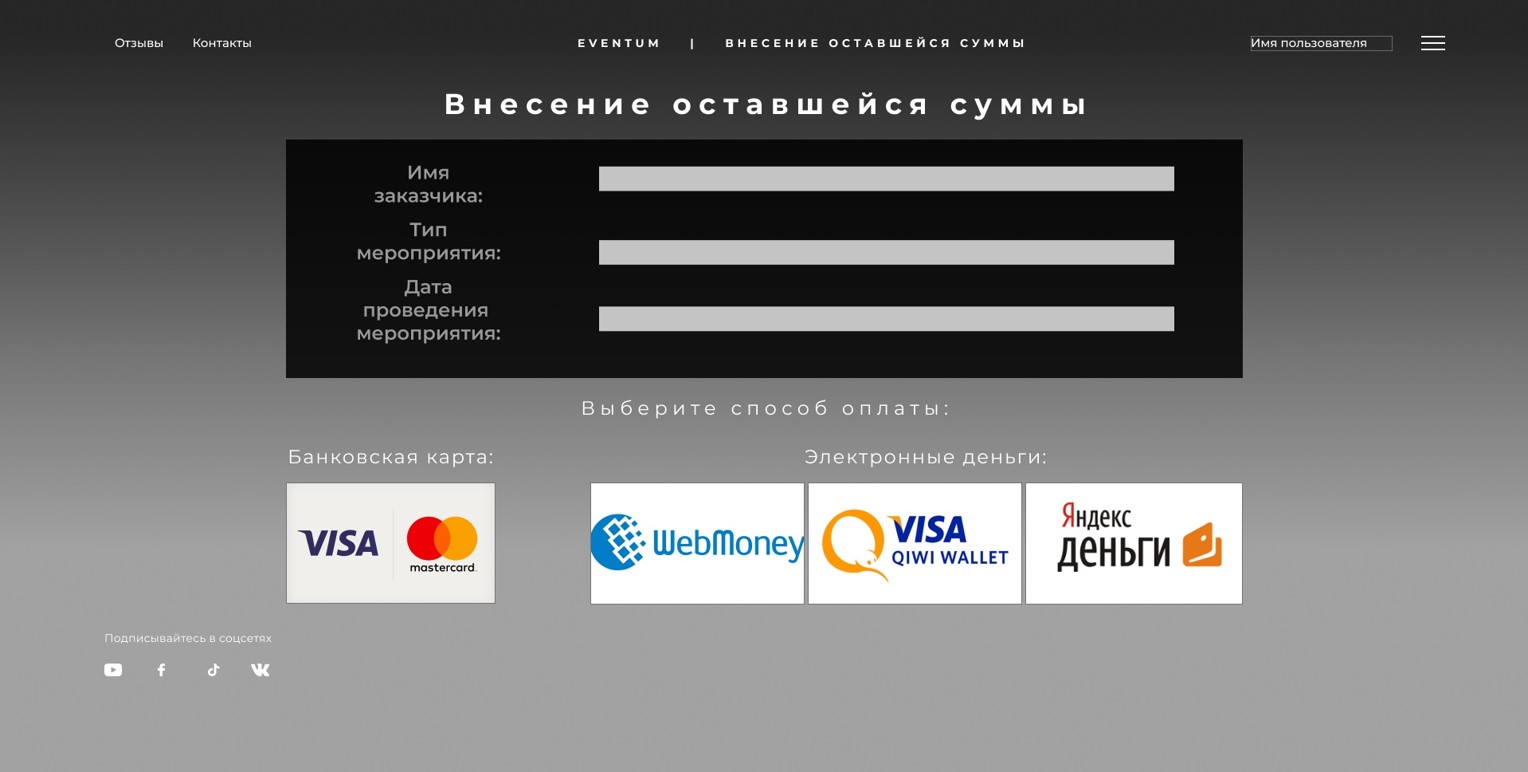 Отзывы Контакты EVENTUM | ВНЕСЕНИЕ ОСТАВШЕЙСЯ СУММЫ Имя пользователя
Внесение оставшейся суммы
Имя
заказчика:
Тип
мероприятия:
Дата
проведения
мероприятия:
Выберите способ оплаты:
Банковская карта:
Электронные деньги:
VISA
mastercard.
WebMoney
VISA
QIWI WALLET
Яндекс
деньги
Подписывайтесь в соцсетях